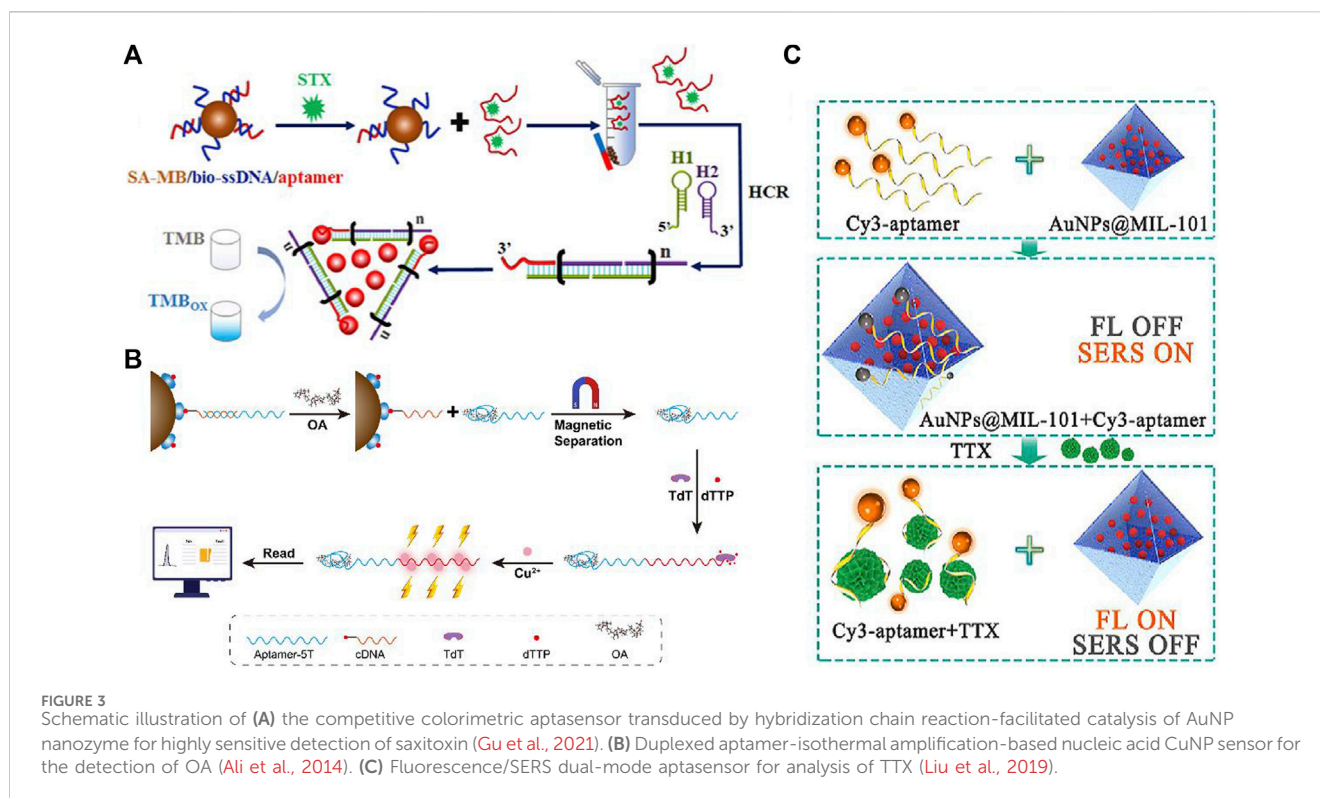 A
STX
SA-MB/bio-ssDNA/aptamer
H1
H2
5’
3’
HCR
TMB
TMBOX
n
n
n
3’
n
B
OA
Magnetic
Separation
TdT
dTTP
Read
Cu2+
Aptamer-5T
cDNA
TdT
dTTP
OA
C
Cy3-aptamer
AuNPs@MIL-101
FL OFF
SERS ON
AuNPs@MIL-101+Cy3-aptamer
TTX
Cy3-aptamer+TTX
FL ON
SERS OFF
FIGURE 3
Schematic illustration of (A) the competitive colorimetric aptasensor transduced by hybridization chain reaction-facilitated catalysis of AuNP
nanozyme for highly sensitive detection of saxitoxin (Gu et al., 2021). (B) Duplexed aptamer-isothermal amplification-based nucleic acid CuNP sensor for
the detection of OA (Ali et al., 2014). (C) Fluorescence/SERS dual-mode aptasensor for analysis of TTX (Liu et al., 2019).